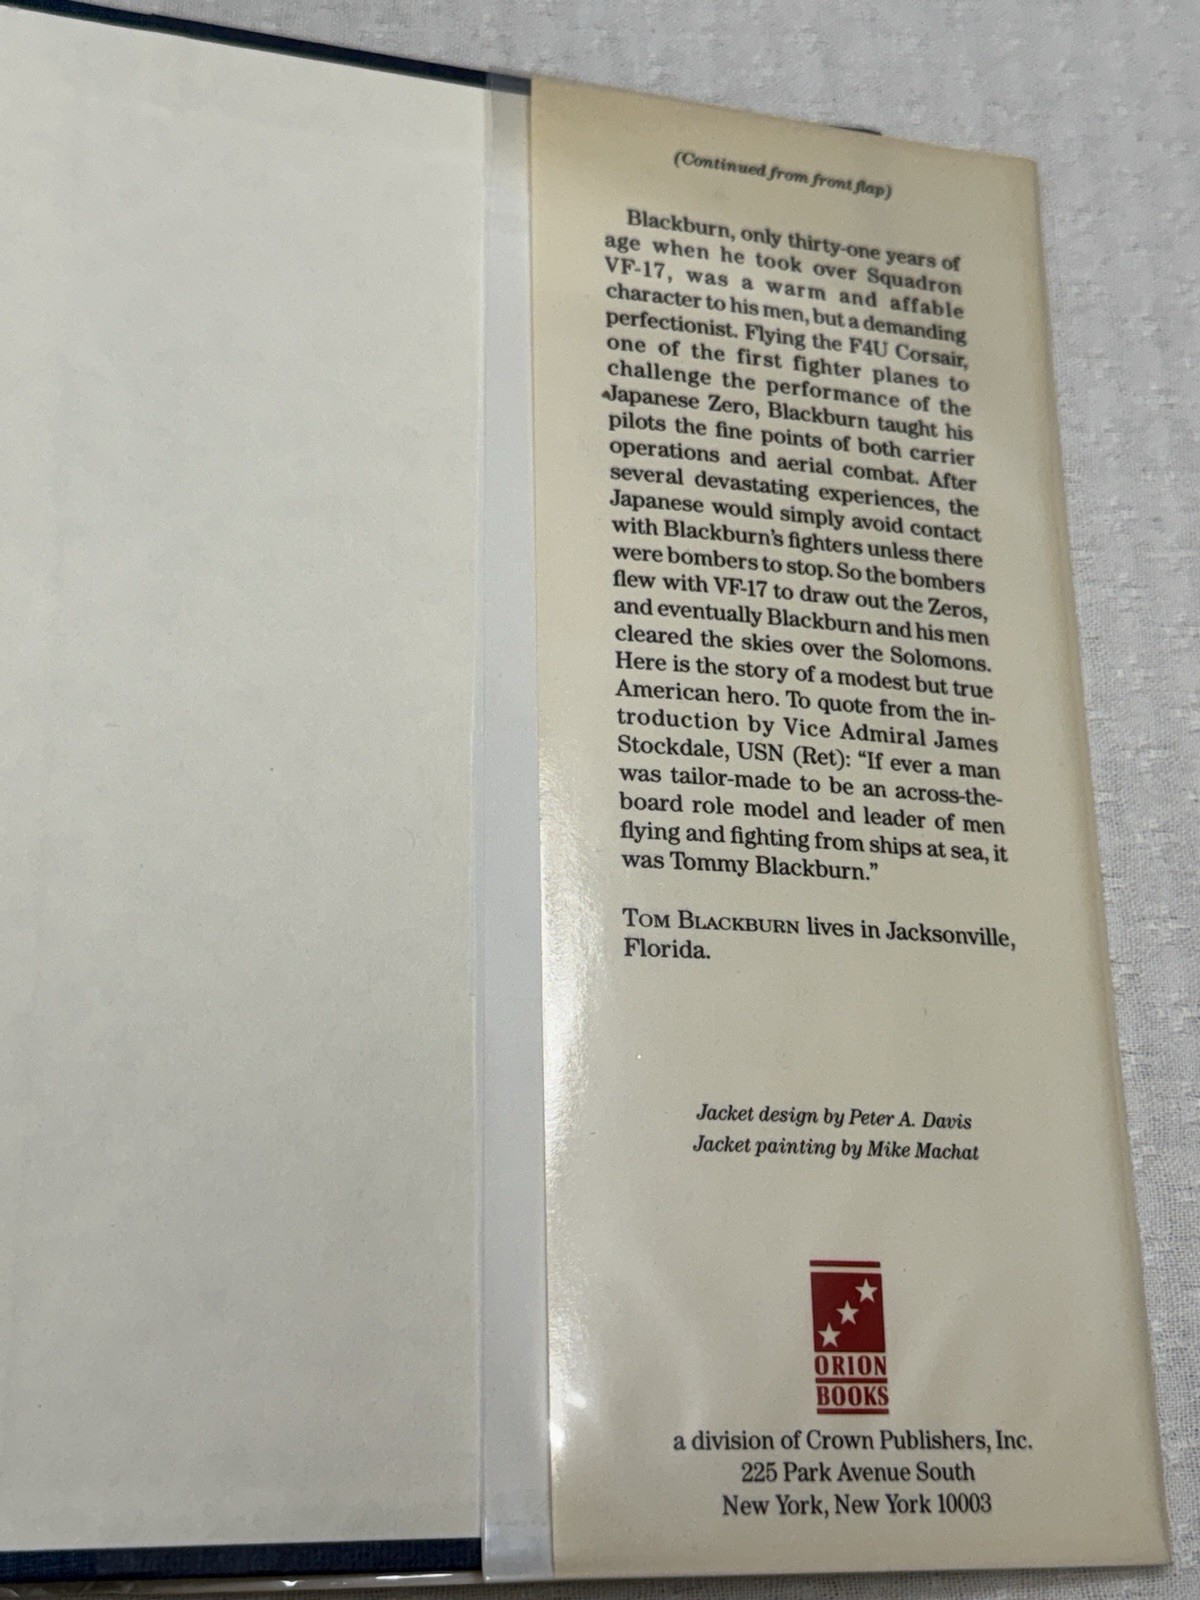 (Continued from front flap)
Blackburn, only thirty-one years of
age when he took over Squadron
VF-17, was a warm and affable
character to his men, but a demanding
perfectionist. Flying the F4U Corsair,
one of the first fighter planes to
challenge the performance of the
Japanese Zero, Blackburn taught his
pilots the fine points of both carrier
operations and aerial combat. After
several devastating experiences, the
Japanese would simply avoid contact
with Blackburn's fighters unless there
were bombers to stop. So the bombers
flew with VF-17 to draw out the Zeros,
and eventually Blackburn and his men
cleared the skies over the Solomons.
Here is the story of a modest but true
American hero. To quote from the in-
troduction by Vice Admiral James
Stockdale, USN (Ret): “If ever a man
was tailor-made to be an across-the-
board role model and leader of men
flying and fighting from ships at sea, it
was Tommy Blackburn.”
TOM BLACKBURN lives in Jacksonville,
Florida.
Jacket design by Peter A. Davis
Jacket painting by Mike Machat
ORION
BOOKS
a division of Crown Publishers, Inc.
225 Park Avenue South
New York, New York 10003